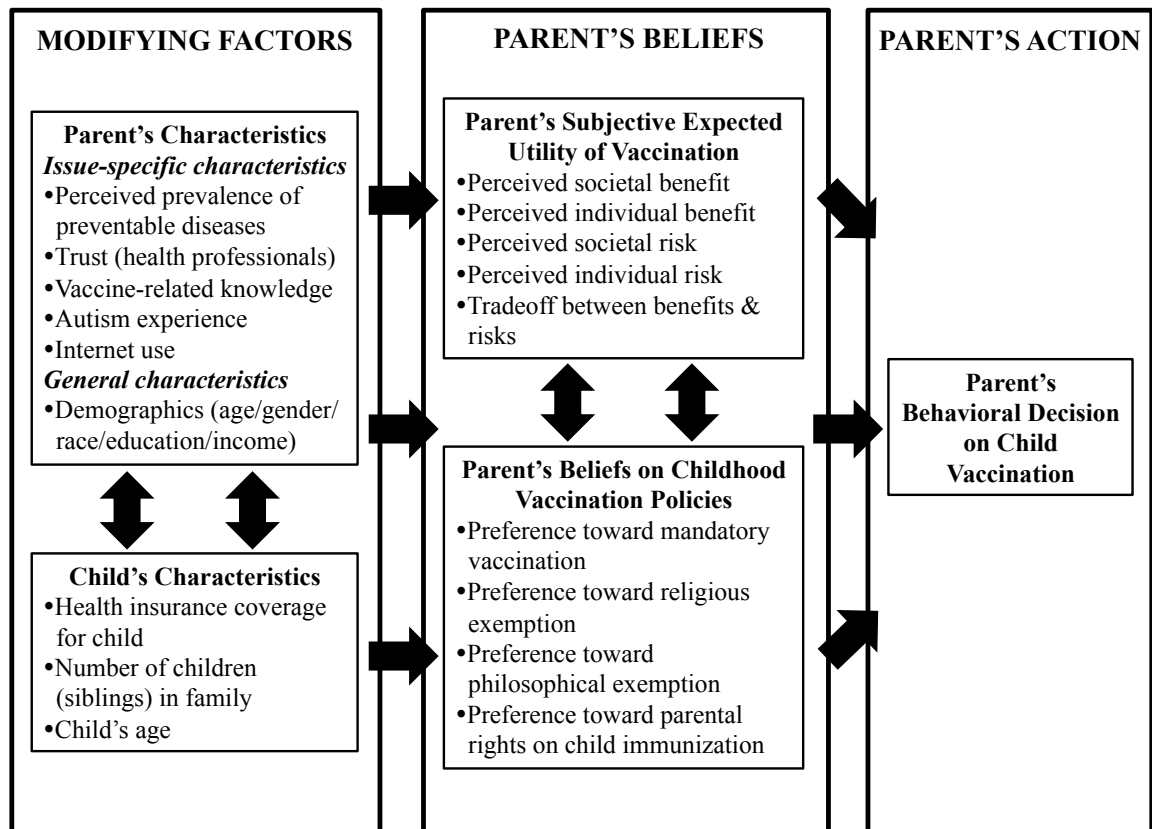 MODIFYING FACTORS
Parent’s Characteristics
Issue-specific characteristics
•Perceived prevalence of
preventable diseases
•Trust (health professionals)
•Vaccine-related knowledge
•Autism experience
•Internet use
General characteristics
•Demographics (age/gender/
race/education/income)
Child’s Characteristics
•Health insurance coverage
for child
•Number of children
(siblings) in family
•Child’s age
PARENT’S BELIEFS
Parent’s Subjective Expected
Utility of Vaccination
•Perceived societal benefit
•Perceived individual benefit
•Perceived societal risk
•Perceived individual risk
•Tradeoff between benefits &
risks
Parent’s Beliefs on Childhood
Vaccination Policies
•Preference toward mandatory
vaccination
•Preference toward religious
exemption
•Preference toward
philosophical exemption
•Preference toward parental
rights on child immunization
PARENT’S ACTION
Parent’s
Behavioral Decision
on Child
Vaccination